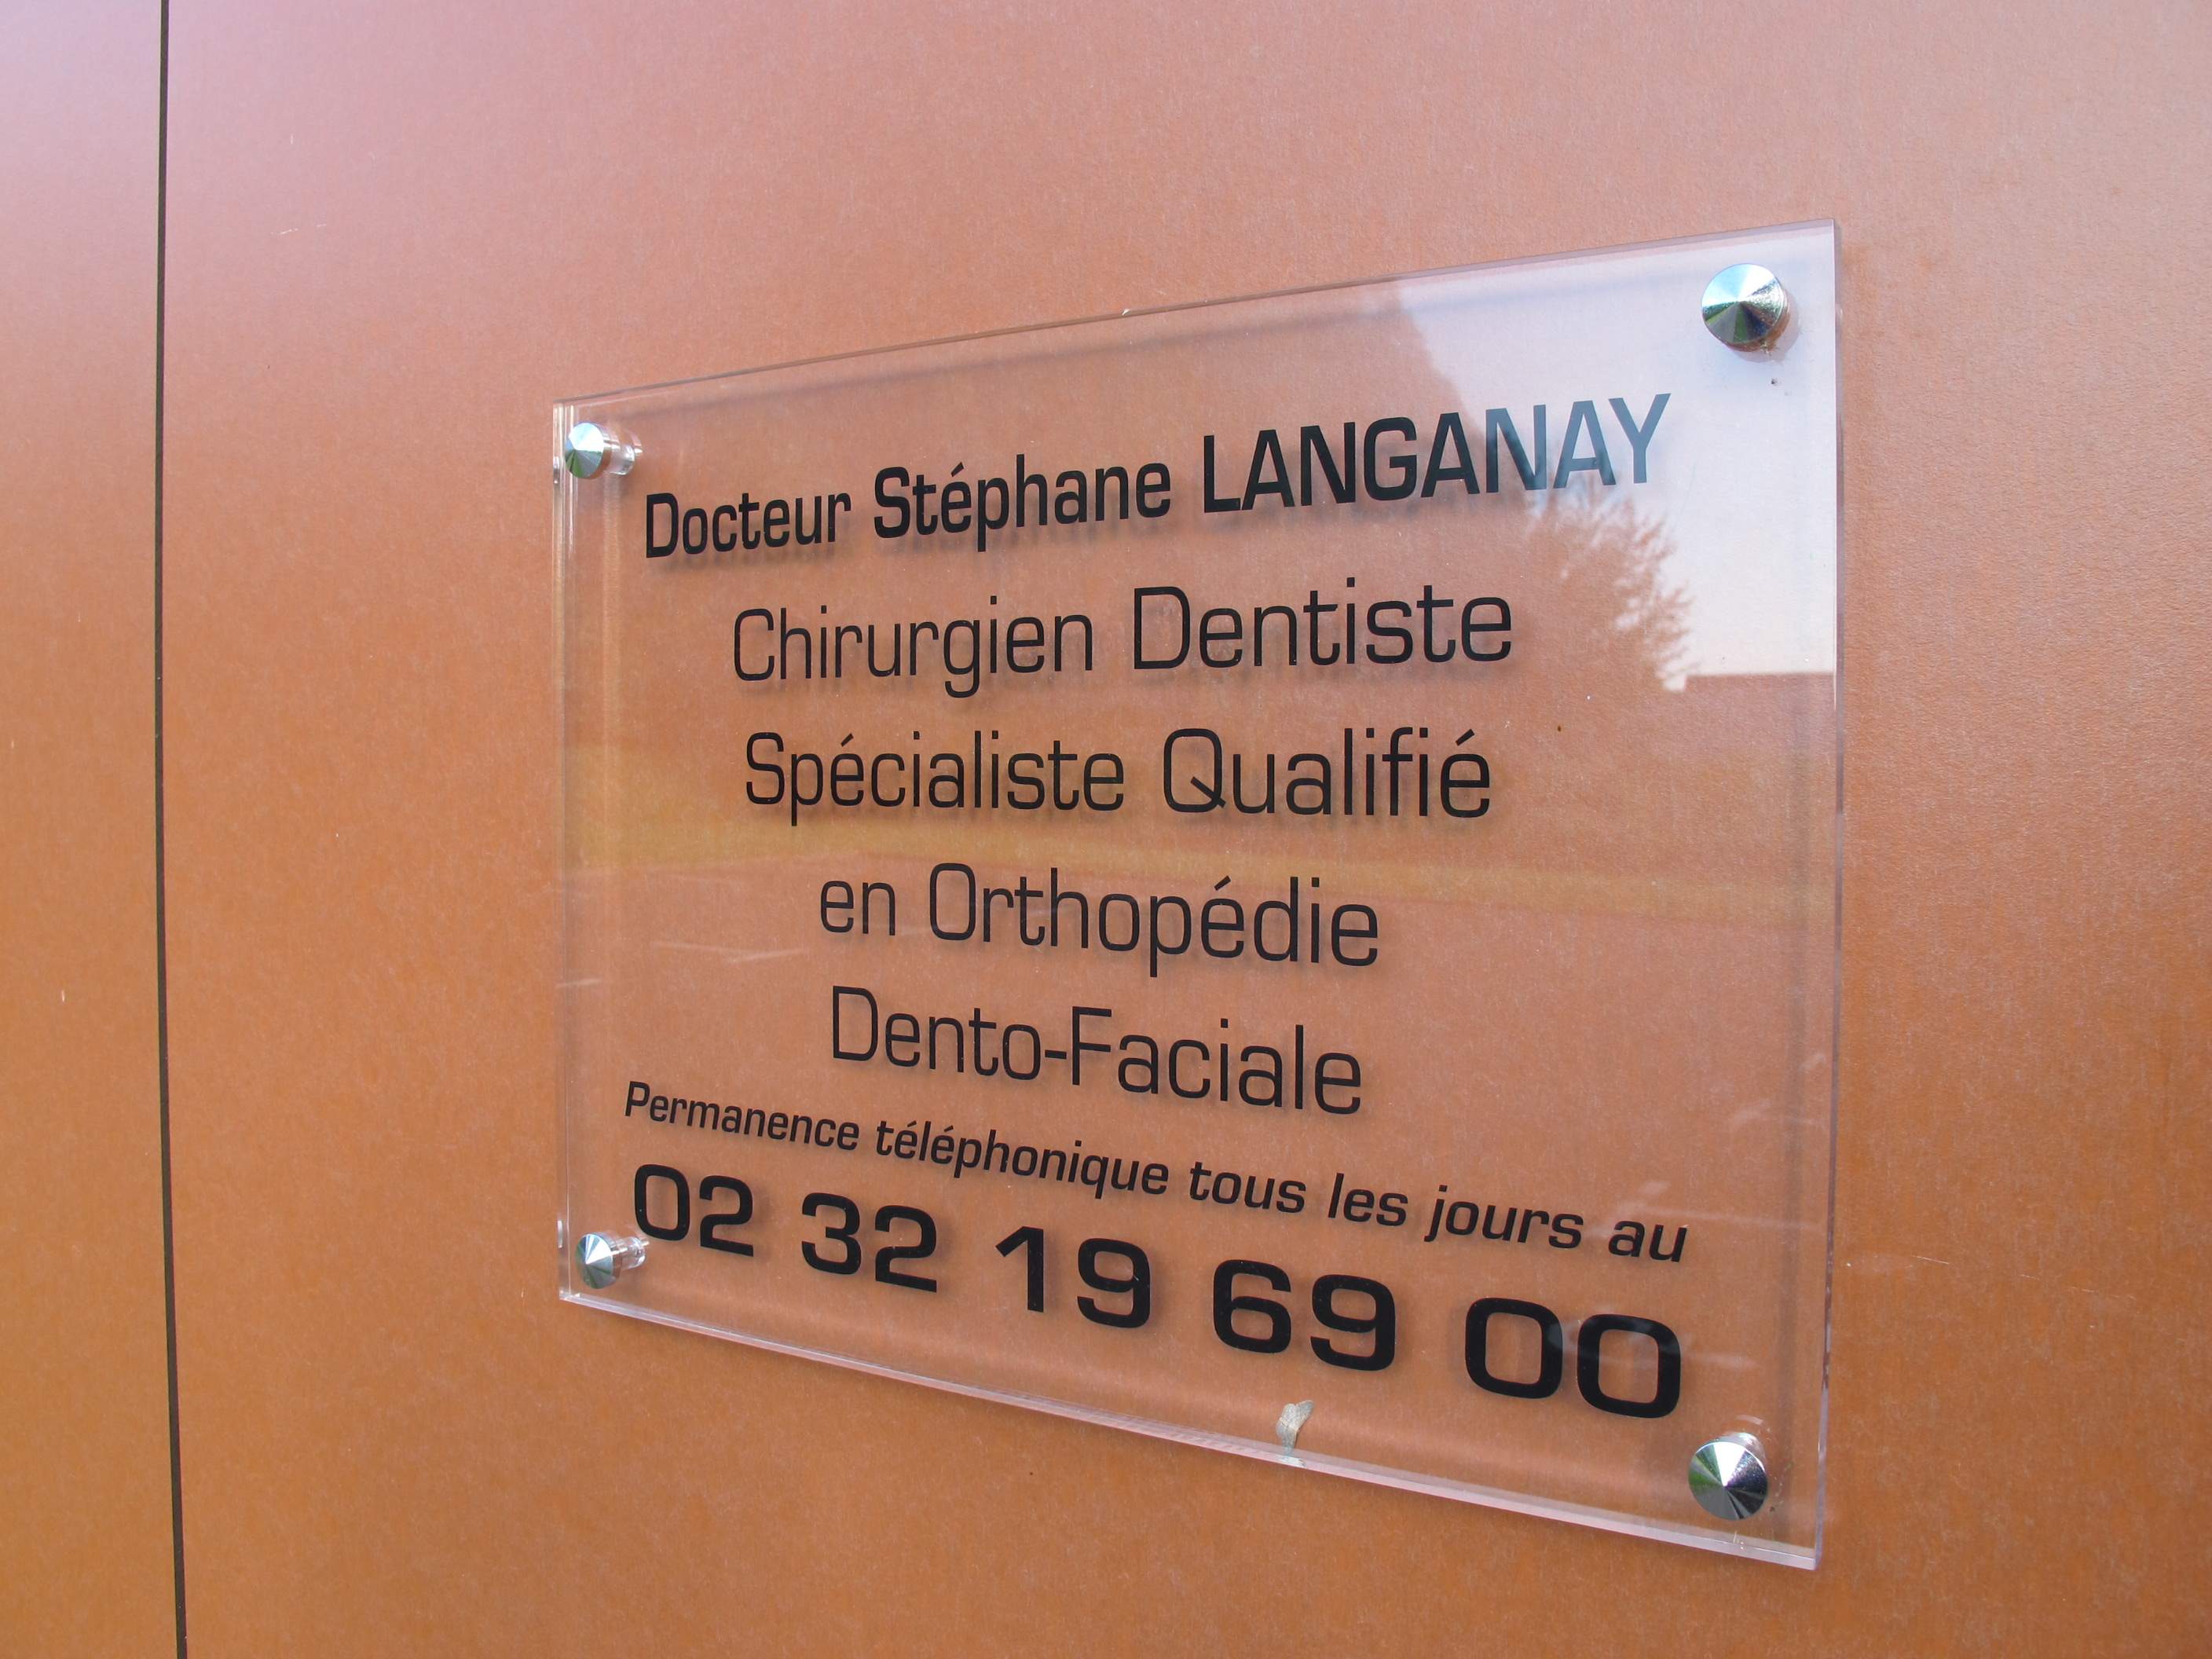 Docteur Stéphane LANGANAY
Chirurgien Dentiste
Spécialiste Qualifié
en Orthopédie
Dento-Faciale
Permanence téléphonique tous les jours au
02 32 19 69 00